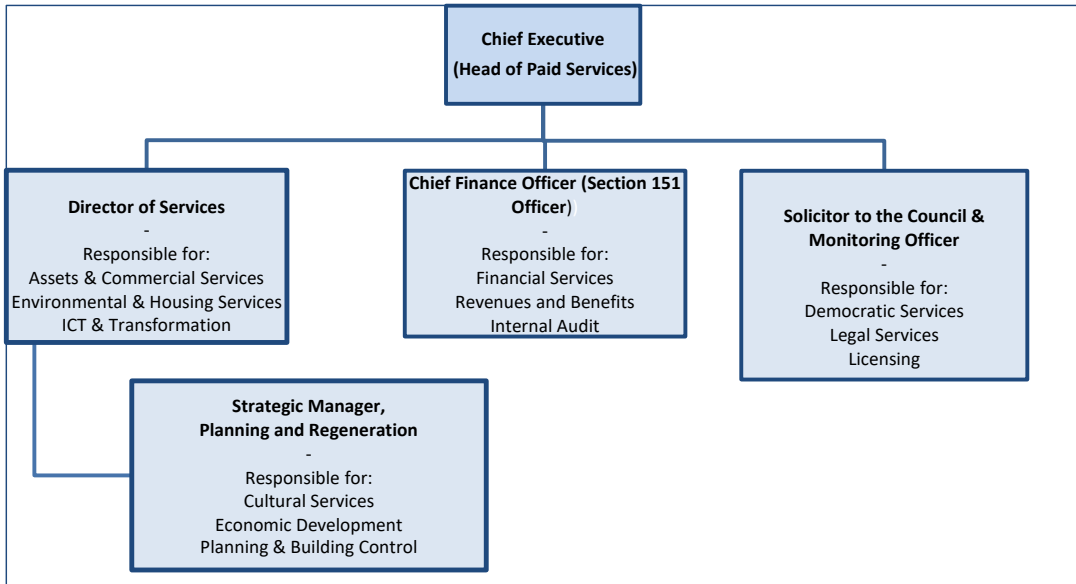 Chief Executive
(Head of Paid Services)
Director of Services
-
Responsible for:
Assets & Commercial Services
Environmental & Housing Services
ICT & Transformation
Chief Finance Officer (Section 151
Officer))
-
Responsible for:
Financial Services
Revenues and Benefits
Internal Audit
Solicitor to the Council &
Monitoring Officer
-
Responsible for:
Democratic Services
Legal Services
Licensing
Strategic Manager,
Planning and Regeneration
-
Responsible for:
Cultural Services
Economic Development
Planning & Building Control